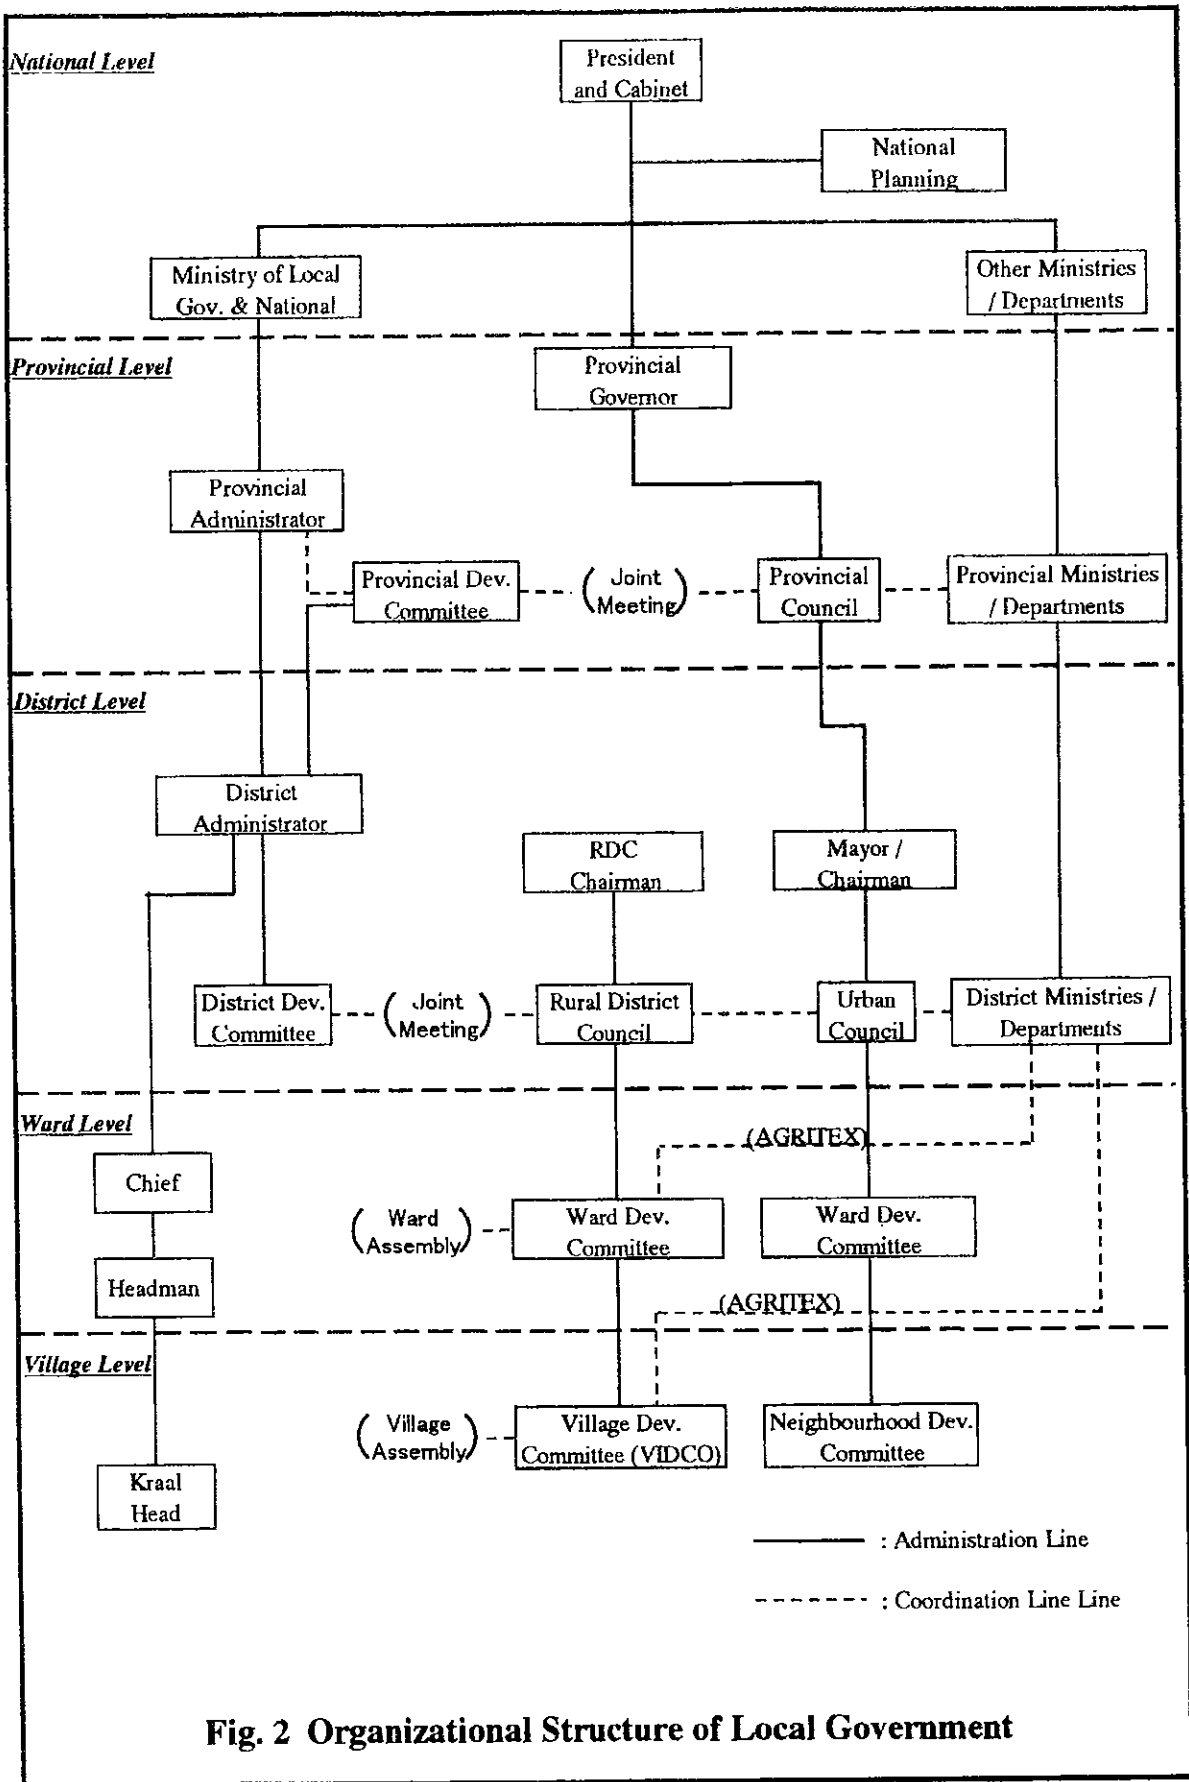 National Level
President
and Cabinet
National
Planning
Ministry of Local
Gov. & National
Other Ministries
/ Departments
Provincial Level
Provincial
Governor
Provincial
Administrator
Provincial Dev.
Committee
(Joint
Meeting)
Provincial
Council
Provincial Ministries
/ Departments
District Level
District
Administrator
RDC
Chairman
Mayor /
Chairman
District Dev.
Committee
(Joint
Meeting)
Rural District
Council
Urban
Council
District Ministries /
Departments
Ward Level
(AGRITEX)
Chief
(Ward
Assembly)
Ward Dev.
Committee
Ward Dev.
Committee
Headman
(AGRITEX)
Village Level
(Village
Assembly)
Village Dev.
Committee (VIDCO)
Neighbourhood Dev.
Committee
Kraal
Head
: Administration Line
: Coordination Line Line
Fig. 2 Organizational Structure of Local Government